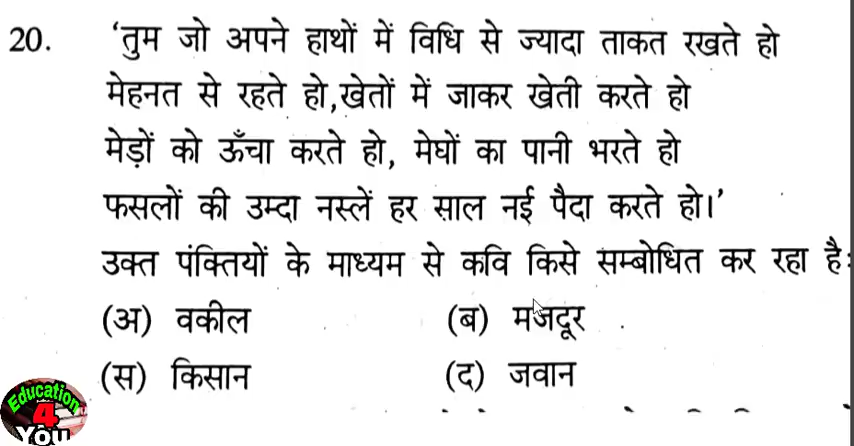 20. 'तुम जो अपने हाथों में विधि से ज्यादा ताकत रखते हो
मेहनत से रहते हो,खेतों में जाकर खेती करते हो
मेड़ों को ऊँचा करते हो, मेघों का पानी भरते हो
फसलों की उम्दा नस्लें हर साल नई पैदा करते हो।'
उक्त पंक्तियों के माध्यम से कवि किसे सम्बोधित कर रहा है:
(अ) वकील (ब) मजदूर
(स) किसान (द) जवान
Education
4
You